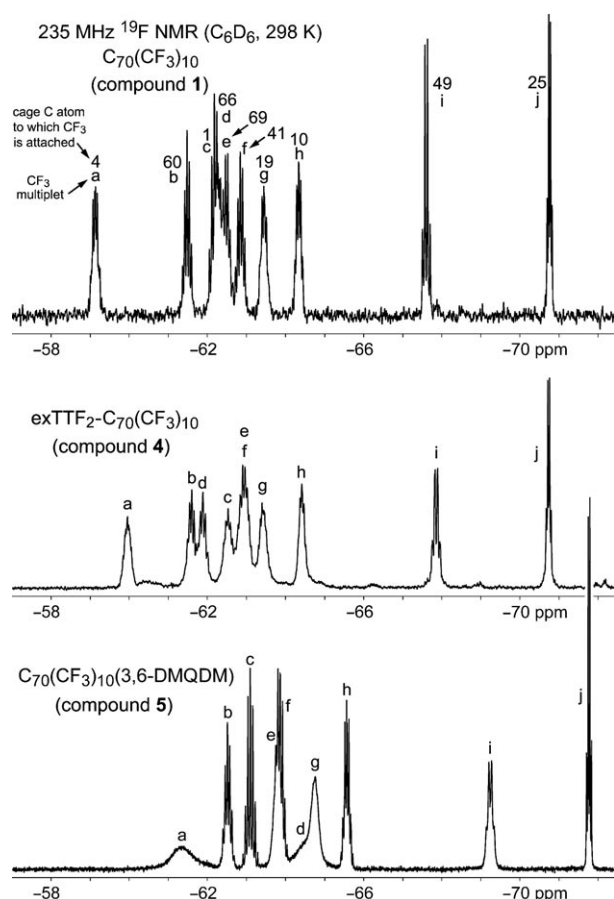 235 MHz ¹⁹F NMR (C₆D₆, 298 K)
C₇₀(CF₃)₁₀
(compound 1)
cage C atom
to which CF₃
is attached
CF₃
multiplet
4
a
60
b
1
c
66
d
69
e
41
f
19
g
10
h
49
i
25
j
–58 –62 –66 –70 ppm
exTTF₂-C₇₀(CF₃)₁₀
(compound 4)
a
b d
c
e
f
g
h
i
j
–58 –62 –66 –70 ppm
C₇₀(CF₃)₁₀(3,6-DMQDM)
(compound 5)
a
b
c
e
f
d
g
h
i
j
–58 –62 –66 –70 ppm